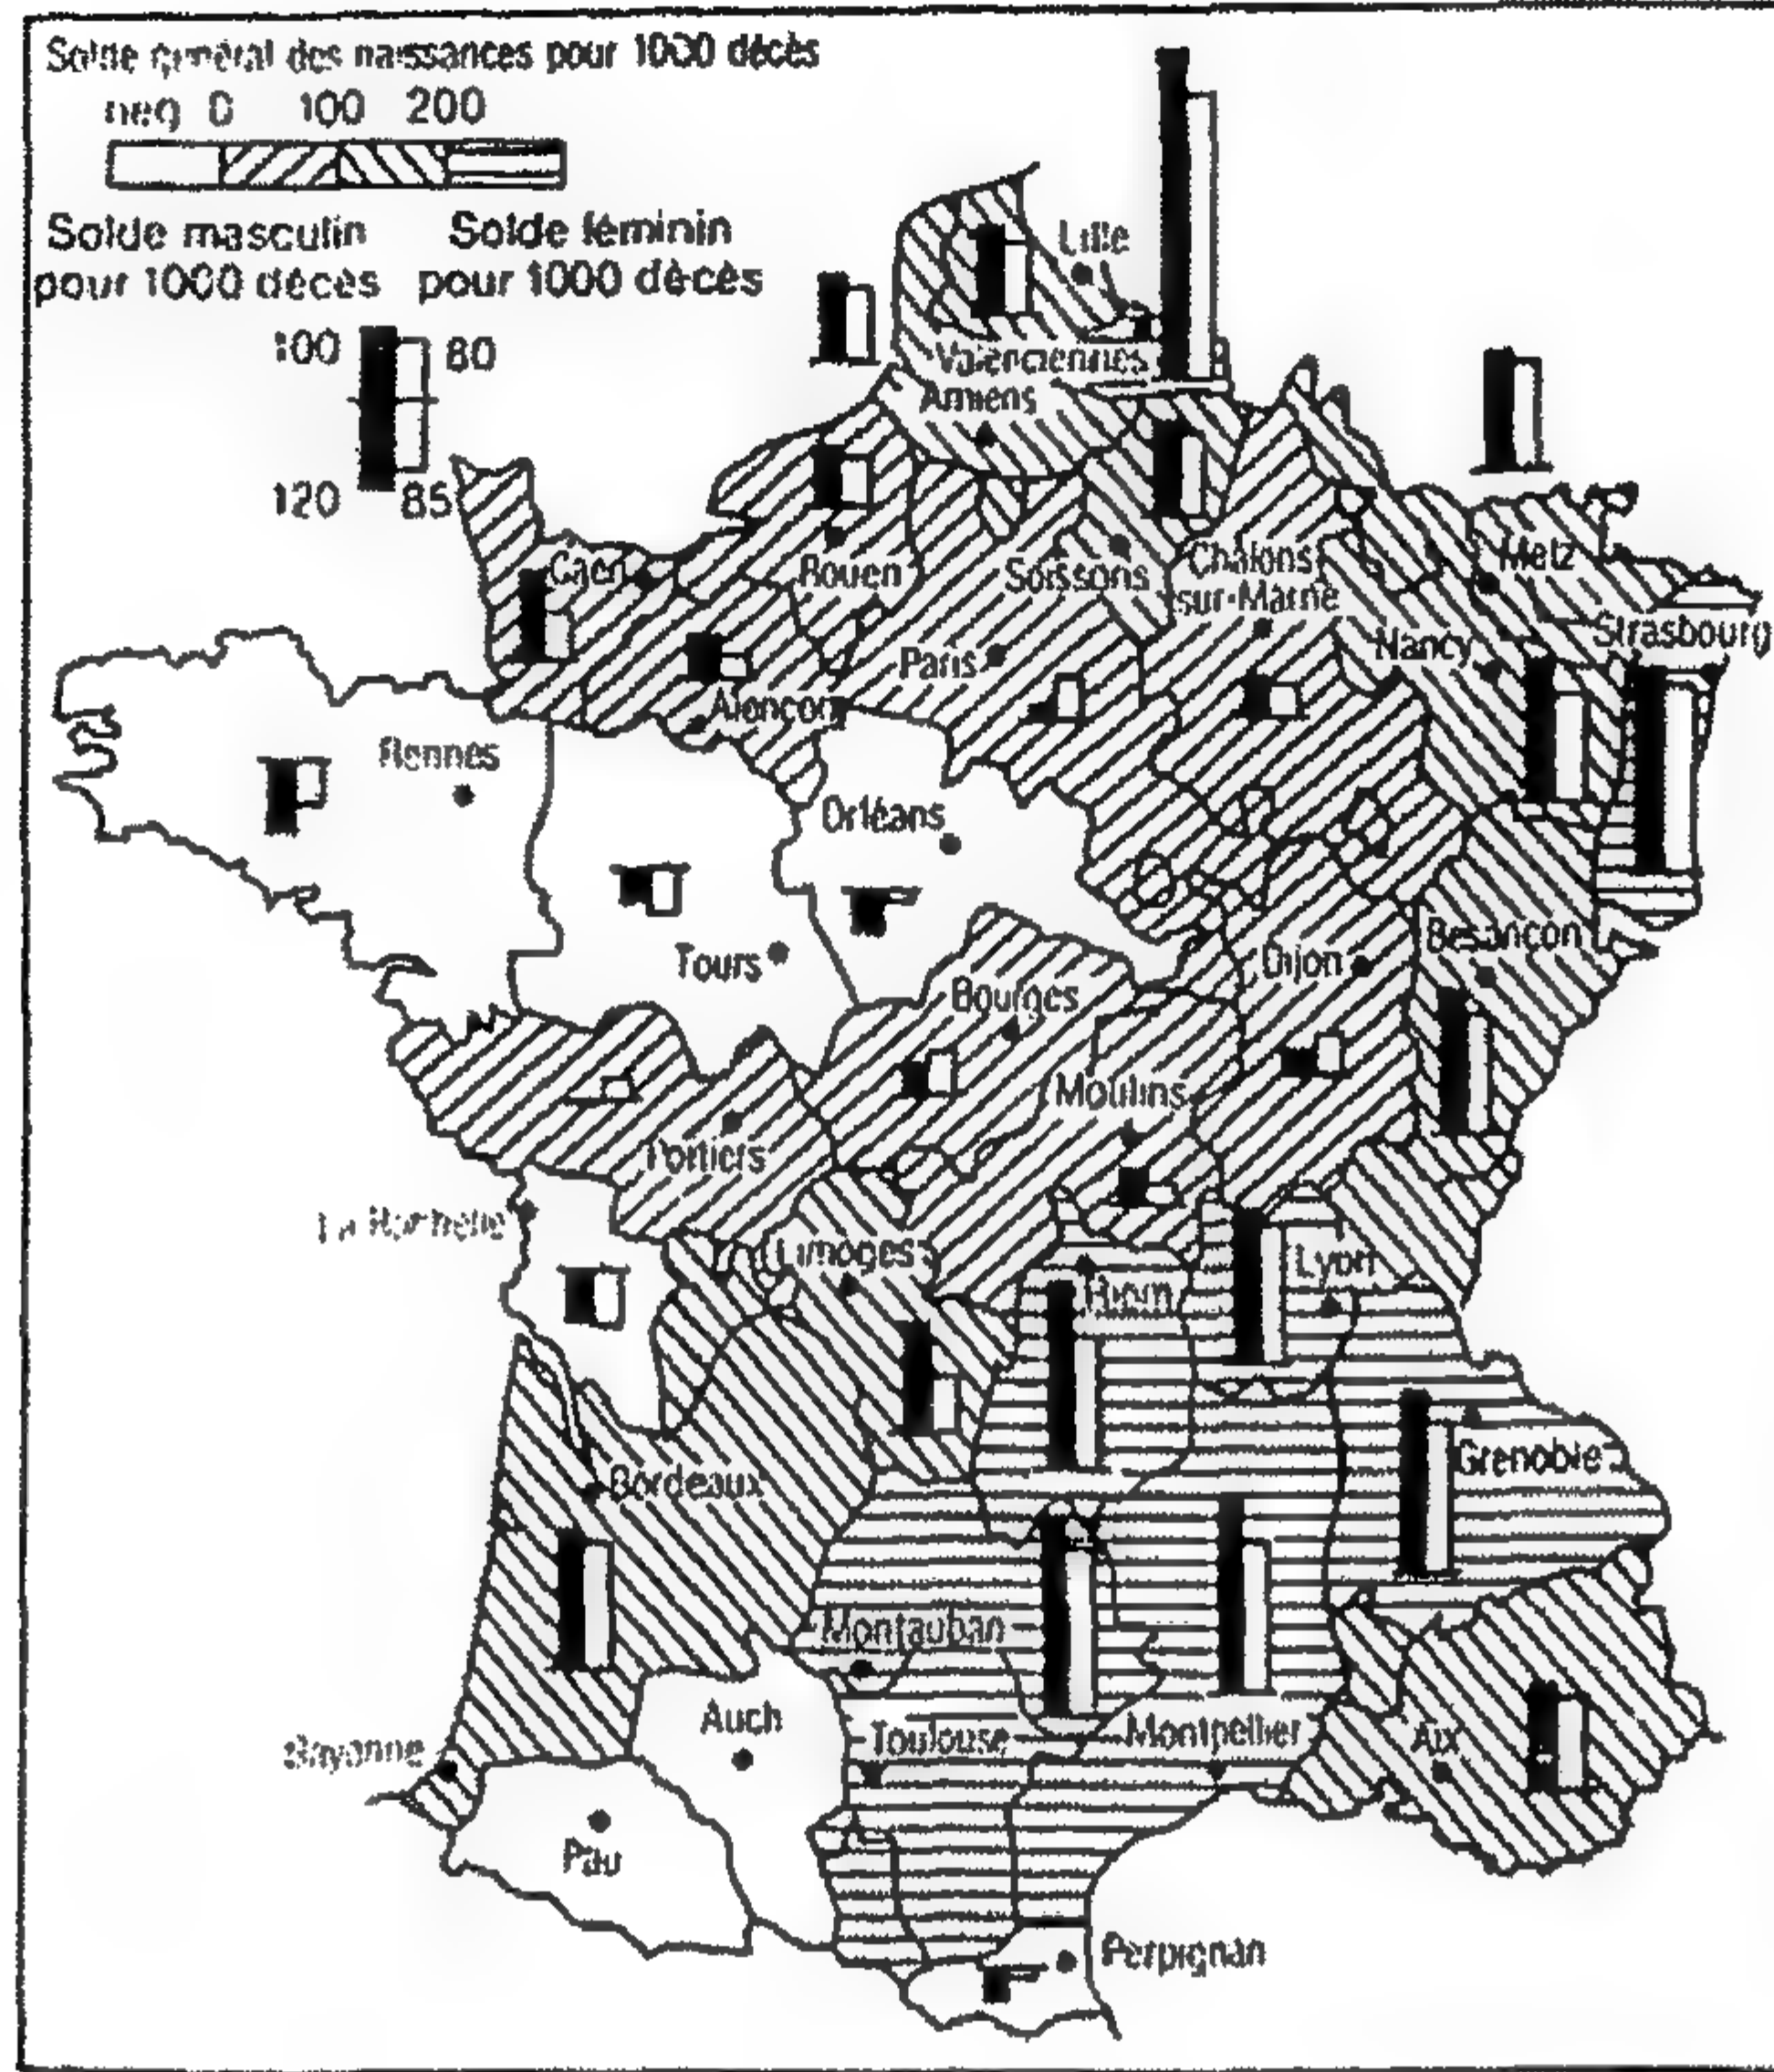 Solde général des naissances pour 1000 décès
neg 0 100 200
Solde masculin
pour 1000 décès
Solde féminin
pour 1000 décès
100 80
120 85
Lille
Valenciennes
Amiens
Caen
Rouen
Soissons
Chalons
sur-Marne
Metz
Strasbourg
Nancy
Paris
Alençon
Rennes
Orléans
Tours
Besançon
Dijon
Bourges
Moulins
Poitiers
La Rochelle
Limoges
Riom
Lyon
Grenoble
Bordeaux
Montauban
Auch
Toulouse
Montpellier
Aix
Bayonne
Pau
Perpignan